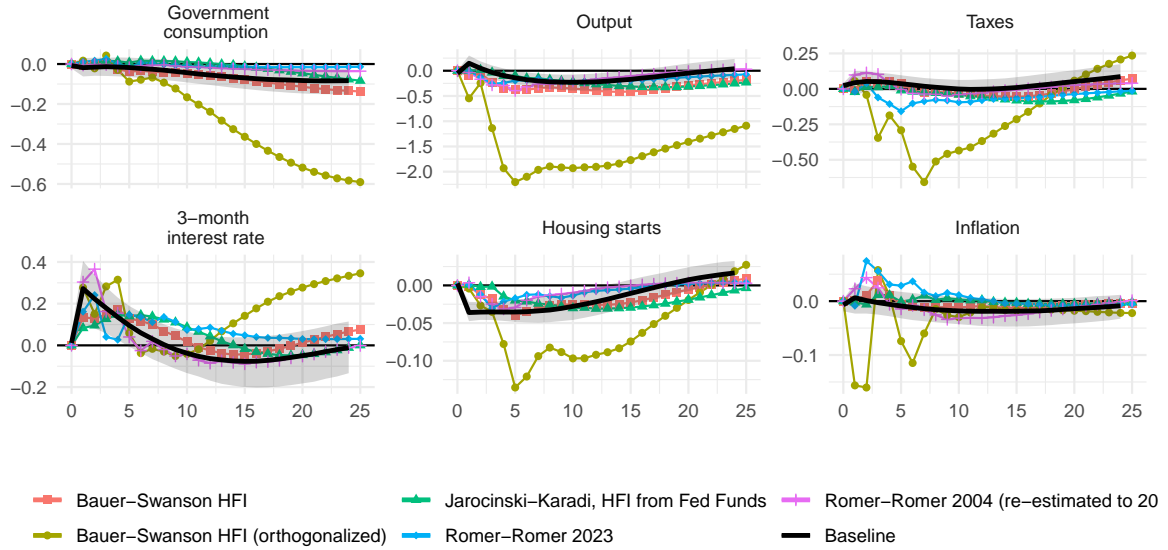 Government
consumption
Output
Taxes
0.0
−0.2
−0.4
−0.6
0.0
−0.5
−1.0
−1.5
−2.0
0.25
0.00
−0.25
−0.50
3−month
interest rate
Housing starts
Inflation
0.4
0.2
0.0
−0.2
0.00
−0.05
−0.10
0.0
−0.1
0 5 10 15 20 25
0 5 10 15 20 25
0 5 10 15 20 25
Bauer−Swanson HFI
Jarocinski−Karadi, HFI from Fed Funds
Romer−Romer 2004 (re−estimated to 20
Bauer−Swanson HFI (orthogonalized)
Romer−Romer 2023
Baseline